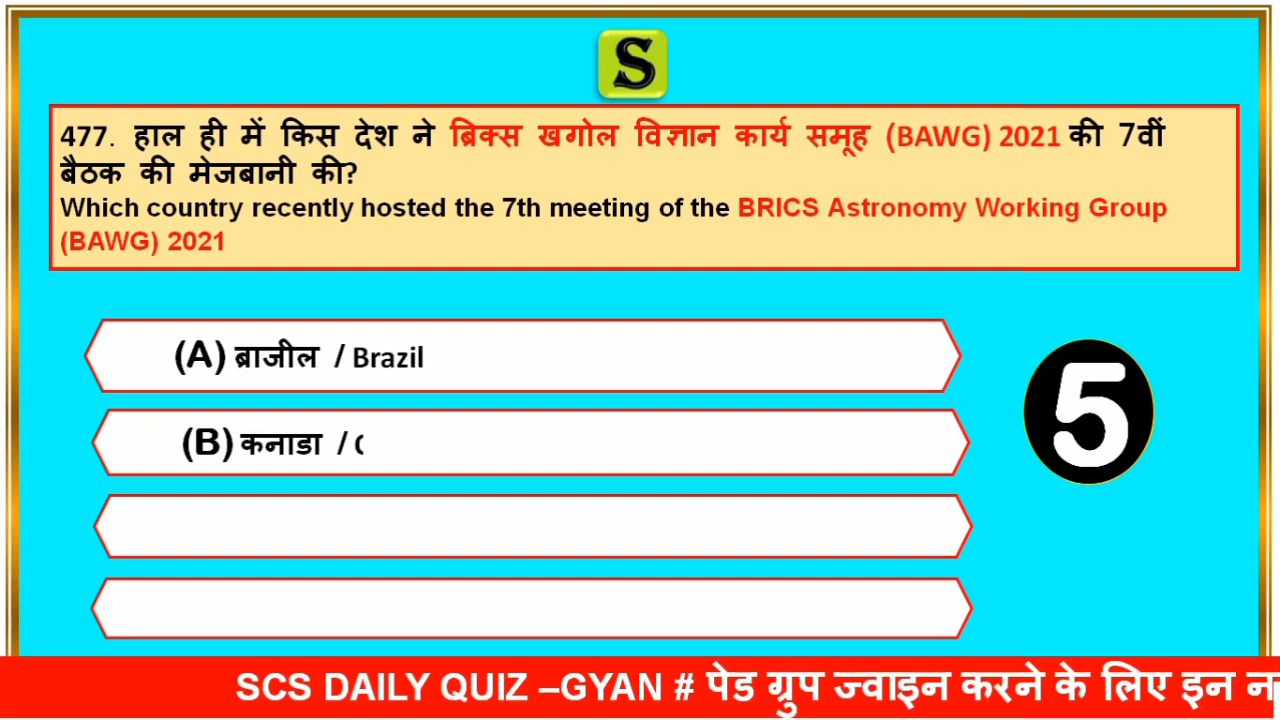 S
477. हाल ही में किस देश ने ब्रिक्स खगोल विज्ञान कार्य समूह (BAWG) 2021 की 7वीं
बैठक की मेजबानी की?
Which country recently hosted the 7th meeting of the BRICS Astronomy Working Group
(BAWG) 2021
(A) ब्राजील / Brazil
5
(B) कनाडा /
SCS DAILY QUIZ –GYAN # पेड ग्रुप ज्वाइन करने के लिए इन